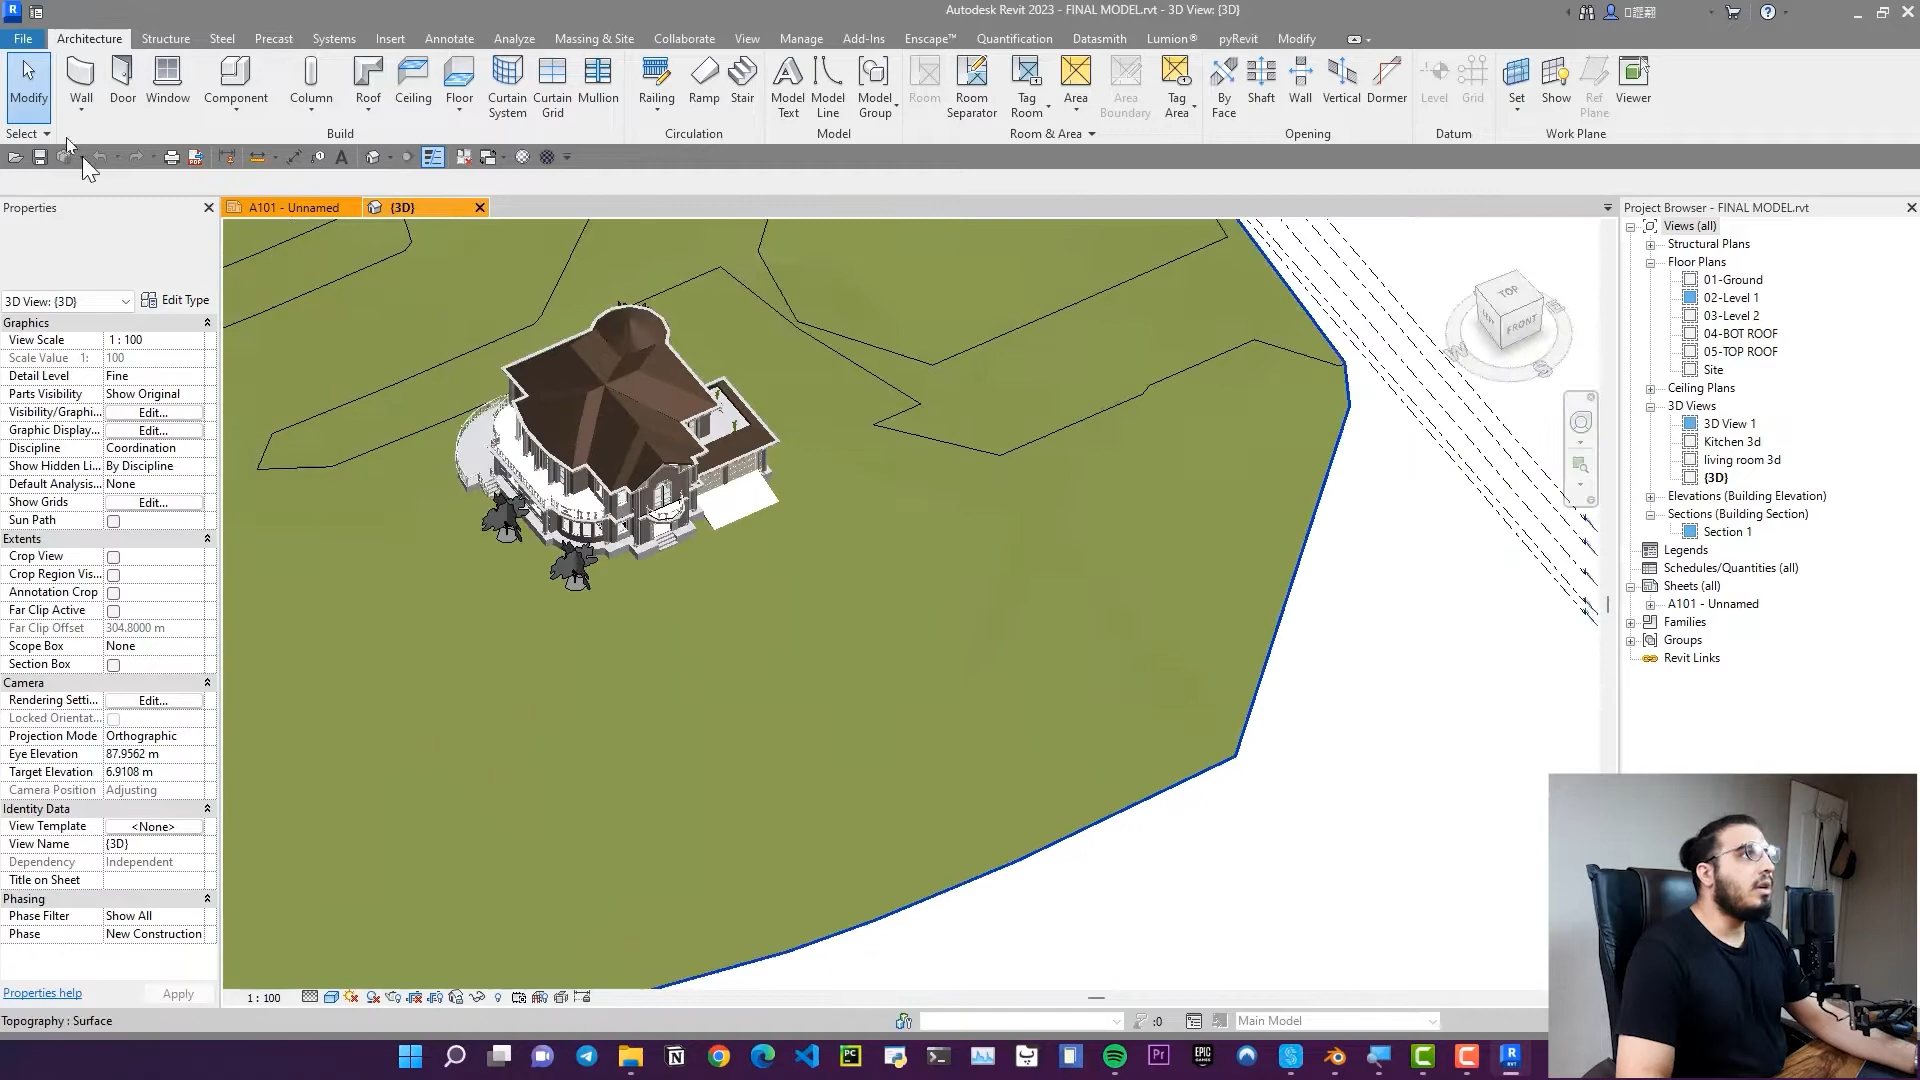 Autodesk Revit 2023 - FINAL MODEL.rvt - 3D View: {3D}
File Architecture Structure Steel Precast Systems Insert Annotate Analyze Massing & Site Collaborate View Manage Add-Ins Enscape™ Quantification Datasmith Lumion® pyRevit Modify
Modify Wall Door Window Component Column Roof Ceiling Floor Curtain System Curtain Grid Mullion Railing Ramp Stair Model Text Model Line Model Group Room Room Separator Tag Room Area Area Boundary Tag Area By Face Shaft Wall Vertical Dormer Level Grid Set Show Ref Plane Viewer
Select Build Circulation Model Room & Area Opening Datum Work Plane
Properties
A101 - Unnamed
{3D}
Project Browser - FINAL MODEL.rvt
3D View: {3D}
Edit Type
Graphics
View Scale 1 : 100
Scale Value 1: 100
Detail Level Fine
Parts Visibility Show Original
Visibility/Graphi... Edit...
Graphic Display... Edit...
Discipline Coordination
Show Hidden Li... By Discipline
Default Analysis... None
Show Grids Edit...
Sun Path
Extents
Crop View
Crop Region Vis...
Annotation Crop
Far Clip Active
Far Clip Offset 304.8000 m
Scope Box None
Section Box
Camera
Rendering Setti... Edit...
Locked Orientat...
Projection Mode Orthographic
Eye Elevation 87.9562 m
Target Elevation 6.9108 m
Camera Position Adjusting
Identity Data
View Template <None>
View Name {3D}
Dependency Independent
Title on Sheet
Phasing
Phase Filter Show All
Phase New Construction
Properties help
Apply
TOP
FRONT
W
S
Views (all)
Structural Plans
Floor Plans
01-Ground
02-Level 1
03-Level 2
04-BOT ROOF
05-TOP ROOF
Site
Ceiling Plans
3D Views
3D View 1
Kitchen 3d
living room 3d
{3D}
Elevations (Building Elevation)
Sections (Building Section)
Section 1
Legends
Schedules/Quantities (all)
Sheets (all)
A101 - Unnamed
Families
Groups
Revit Links
1 : 100
Topography : Surface
:0
Main Model